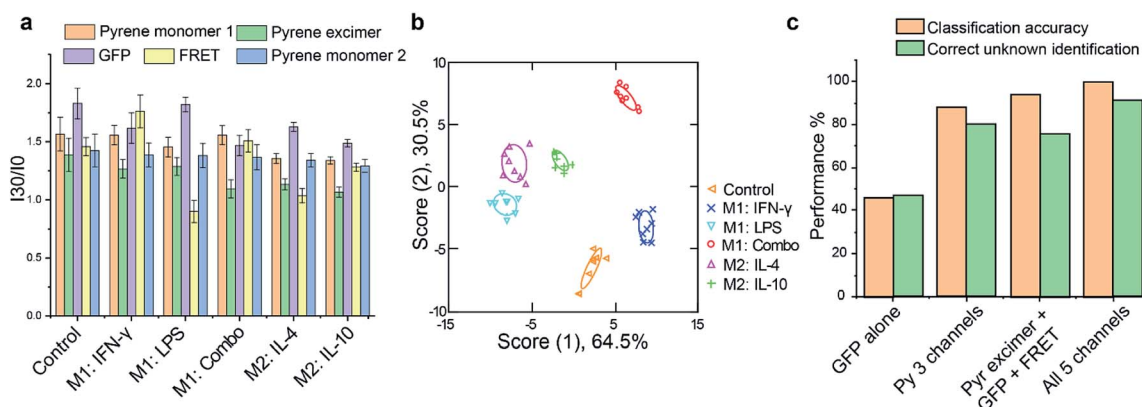 a
Pyrene monomer 1
Pyrene excimer
GFP
FRET
Pyrene monomer 2
I30/I0
2.0
1.5
1.0
0.5
0.0
Control
M1: IFN-γ
M1: LPS
M1: Combo
M2: IL-4
M2: IL-10
b
Score (2), 30.5%
10
5
0
-5
-10
-15
-5
5
15
Score (1), 64.5%
Control
M1: IFN-γ
M1: LPS
M1: Combo
M2: IL-4
M2: IL-10
c
Classification accuracy
Correct unknown identification
Performance %
100
80
60
40
20
0
GFP alone
Py 3 channels
Pyr excimer +
GFP + FRET
All 5 channels